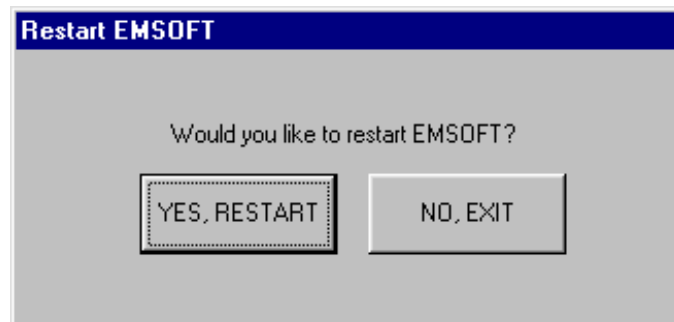 Restart EMSOFT
Would you like to restart EMSOFT?
YES, RESTART
NO, EXIT